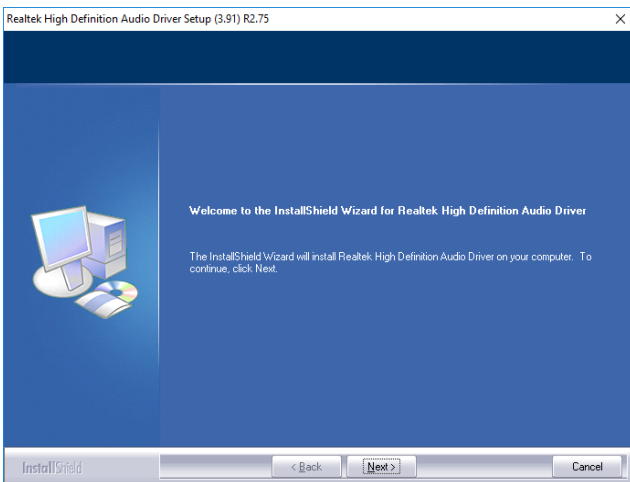 Realtek High Definition Audio Driver Setup (3.91) R2.75
Welcome to the InstallShield Wizard for Realtek High Definition Audio Driver
The InstallShield Wizard will install Realtek High Definition Audio Driver on your computer. To
continue, click Next.
InstallShield
< Back
Next >
Cancel